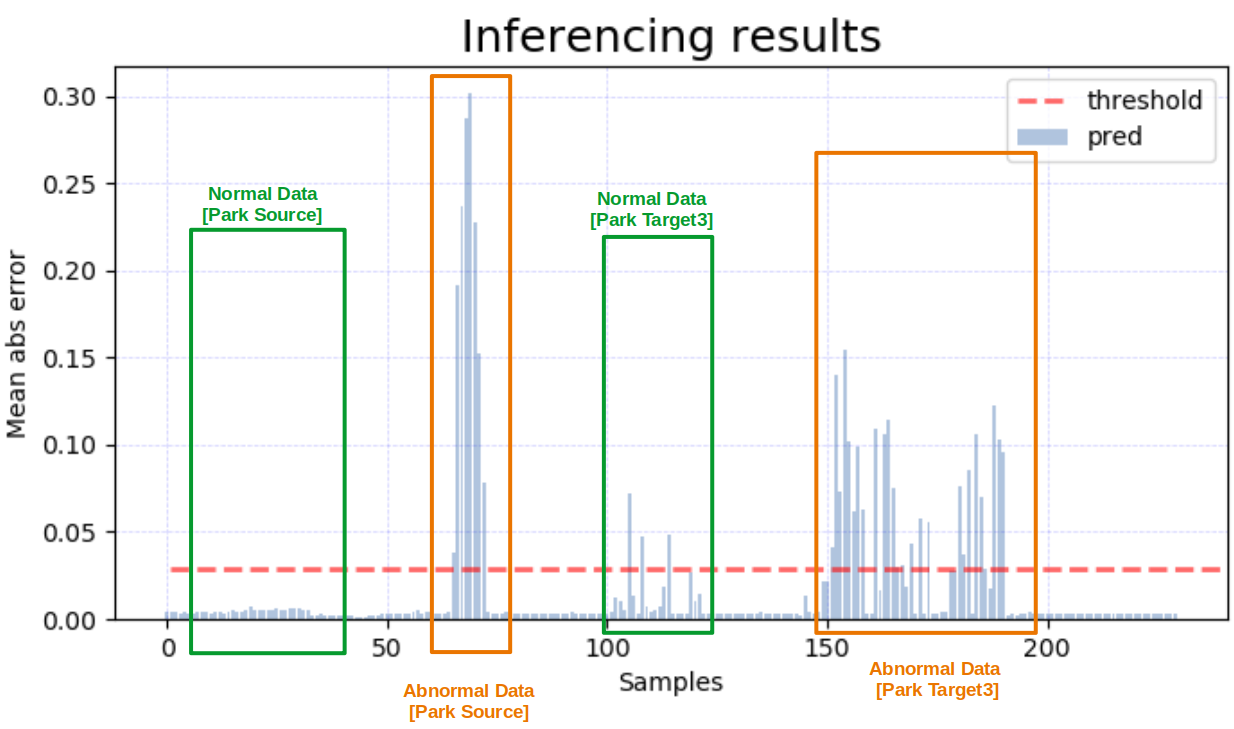 Inferencing results
threshold
pred
Normal Data
[Park Source]
Normal Data
[Park Target3]
Mean abs error
0.30
0.25
0.20
0.15
0.10
0.05
0.00
0
50
100
150
200
Samples
Abnormal Data
[Park Source]
Abnormal Data
[Park Target3]